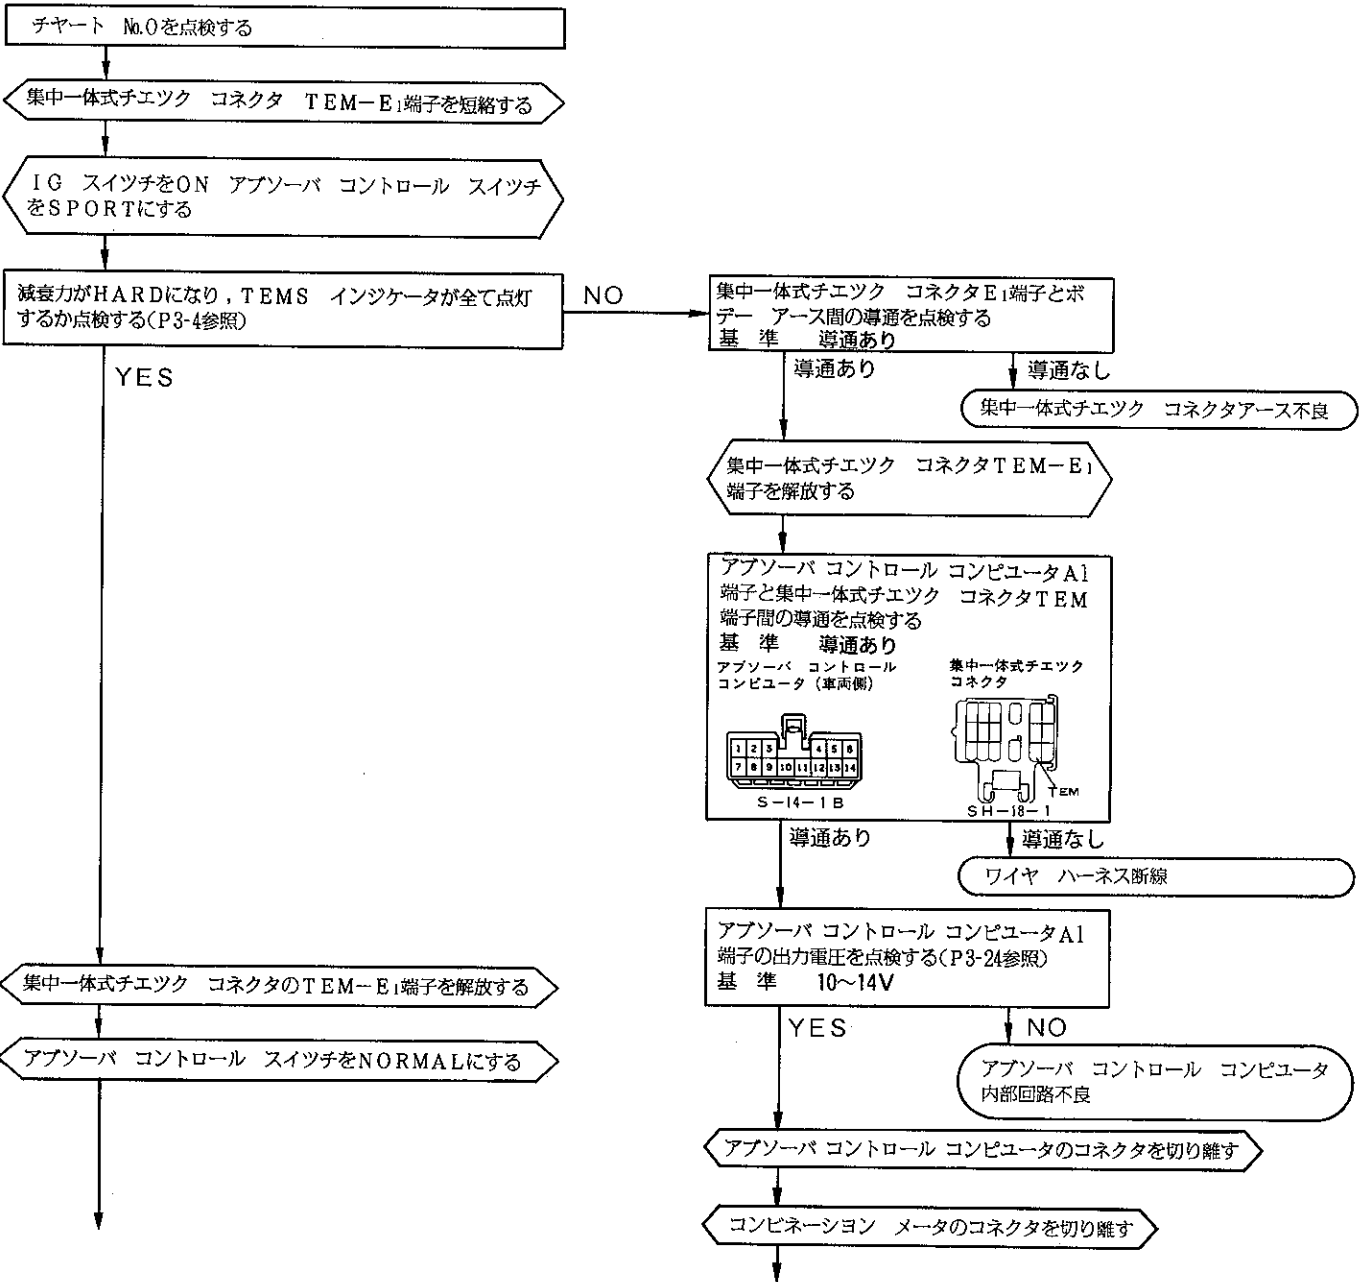 チヤート No.0を点検する
集中一体式チエツク コネクタ TEM－E1端子を短絡する
IG スイツチをON アブソーバ コントロール スイツチ
をSPORTにする
減衰力がHARDになり，TEMS インジケータが全て点灯
するか点検する(P3-4参照)
NO
YES
集中一体式チエツク コネクタE1端子とボ
デー アース間の導通を点検する
基 準 導通あり
導通あり
導通なし
集中一体式チエツク コネクタアース不良
集中一体式チエツク コネクタTEM－E1
端子を解放する
アブソーバ コントロール コンピユータA1
端子と集中一体式チエツク コネクタTEM
端子間の導通を点検する
基 準 導通あり
アブソーバ コントロール
コンピユータ (車両側)
集中一体式チエツク
コネクタ
1 2 3 4 5 6
7 8 9 10 11 12 13 14
S-14-1B
TEM
SH-18-1
導通あり
導通なし
ワイヤ ハーネス断線
アブソーバ コントロール コンピユータA1
端子の出力電圧を点検する(P3-24参照)
基 準 10～14V
YES
NO
アブソーバ コントロール コンピユータ
内部回路不良
集中一体式チエツク コネクタのTEM－E1端子を解放する
アブソーバ コントロール スイツチをNORMALにする
アブソーバ コントロール コンピユータのコネクタを切り離す
コンビネーシヨン メータのコネクタを切り離す